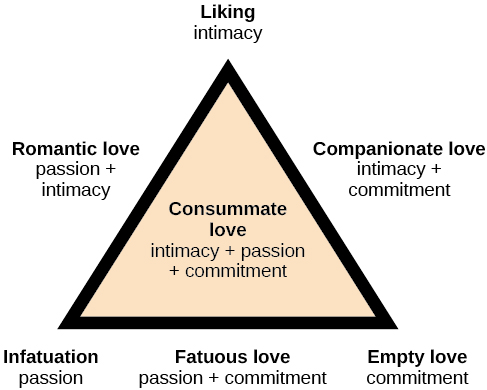 Liking
intimacy
Romantic love
passion +
intimacy
Companionate love
intimacy +
commitment
Consummate
love
intimacy + passion
+ commitment
Infatuation
passion
Fatuous love
passion + commitment
Empty love
commitment